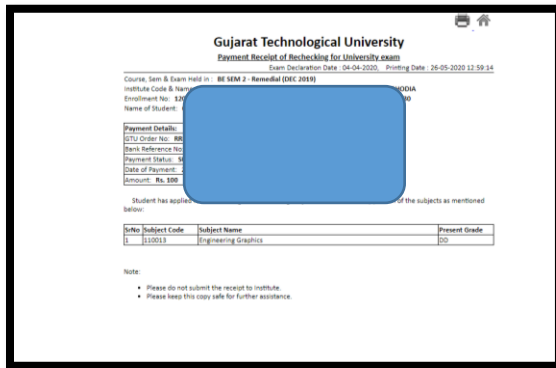 Gujarat Technological University
Payment Receipt of Rechecking for University exam
Exam Declaration Date : 04-04-2020, Printing Date : 26-05-2020 12:59:14
Course, Sem & Exam Held in : BE SEM 2 - Remedial (DEC 2019)
Institute Code & Name
Enrollment No:
Name of Student:
Payment Details:
GTU Order No:
Bank Reference No
Payment Status:
Date of Payment:
Amount: Rs. 100
Student has applied of the subjects as mentioned
below:
SrNo Subject Code Subject Name Present Grade
1 110013 Engineering Graphics DD
Note:
Please do not submit the receipt to Institute.
Please keep this copy safe for further assistance.